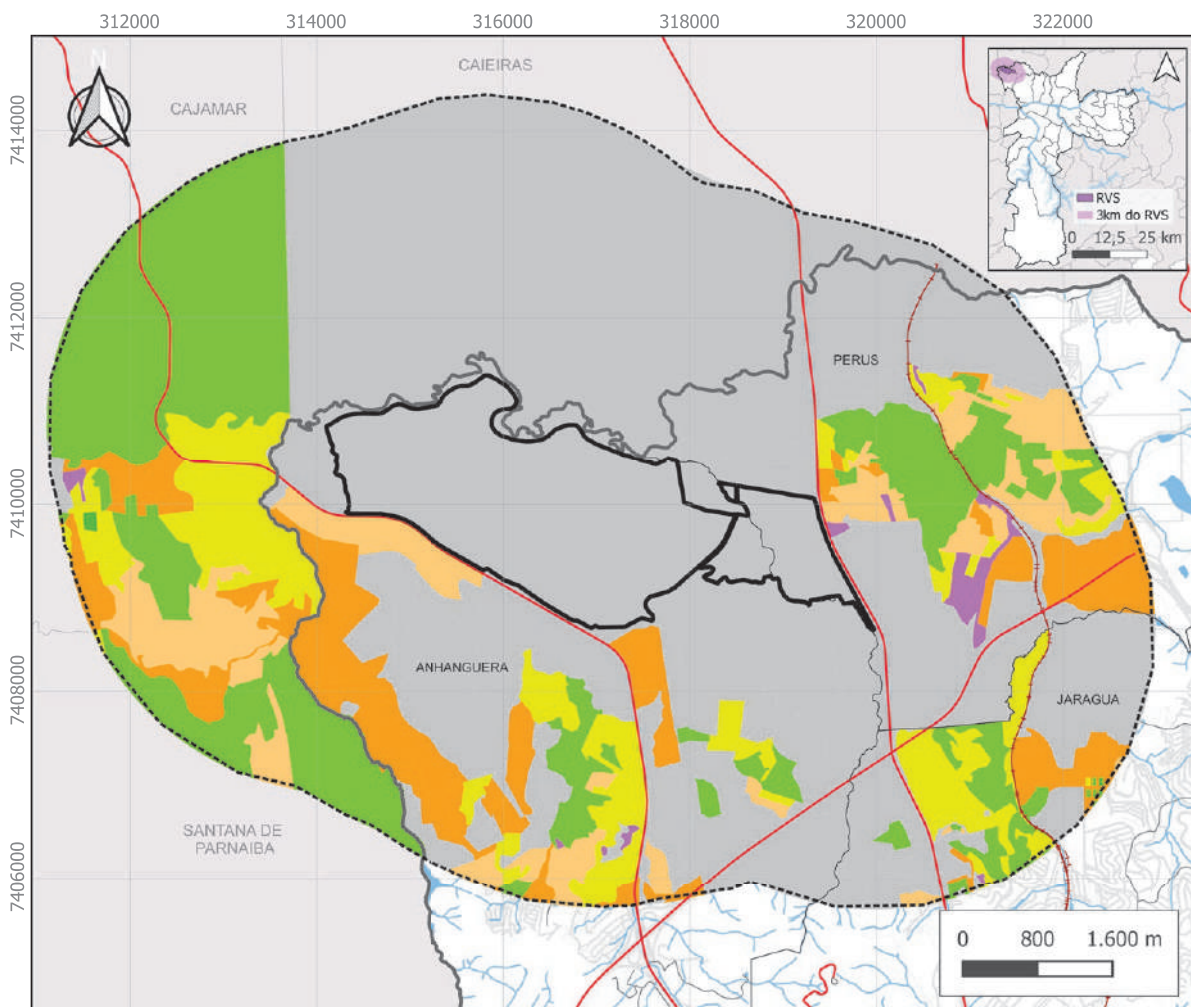 312000 314000 316000 318000 320000 322000
N
CAIEIRAS
CAJAMAR
RVS
3km do RVS
0 12,5 25 km
7414000
7412000
PERUS
7410000
ANHANGUERA
7408000
JARAGUA
SANTANA DE
PARNAIBA
7406000
0 800 1.600 m